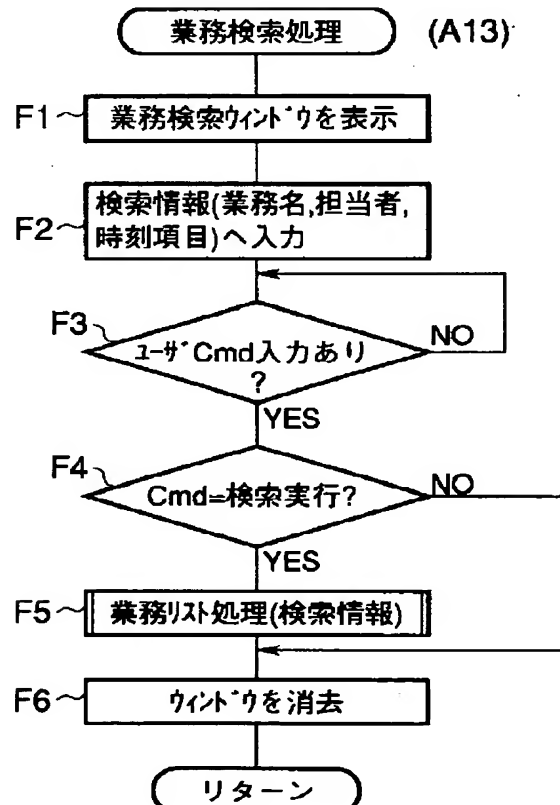 業務検索処理 (A13)
F1 業務検索ウィンドウを表示
検索情報(業務名,担当者,
F2 時刻項目)へ入力
F3 ユーザCmd入力あり NO
?
YES
F4 Cmd=検索実行? NO
YES
F5 業務リスト処理(検索情報)
F6 ウィンドウを消去
リターン